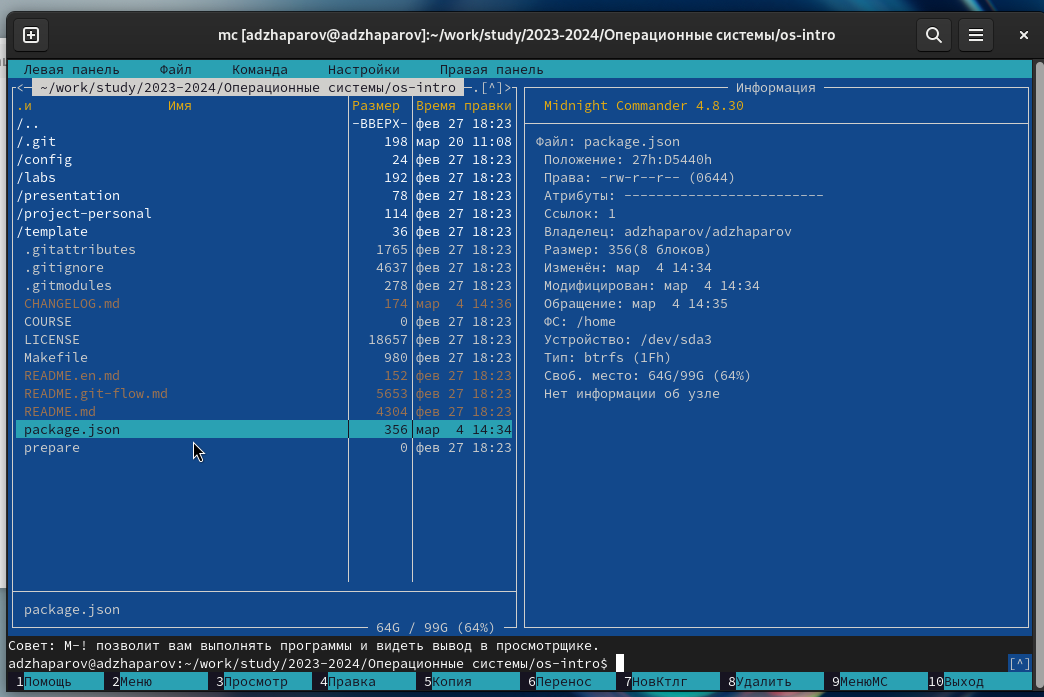 mc [adzhaparov@adzhaparov]:~/work/study/2023-2024/Операционные системы/os-intro
Левая панель Файл Команда Настройки Правая панель
<─ ~/work/study/2023-2024/Операционные системы/os-intro ─.[^]>
.и Имя Размер Время правки
/.. -ВВЕРХ- фев 27 18:23
/.git 198 мар 20 11:08
/config 24 фев 27 18:23
/labs 192 фев 27 18:23
/presentation 78 фев 27 18:23
/project-personal 114 фев 27 18:23
/template 36 фев 27 18:23
.gitattributes 1765 фев 27 18:23
.gitignore 4637 фев 27 18:23
.gitmodules 278 фев 27 18:23
CHANGELOG.md 174 мар 4 14:36
COURSE 0 фев 27 18:23
LICENSE 18657 фев 27 18:23
Makefile 980 фев 27 18:23
README.en.md 152 фев 27 18:23
README.git-flow.md 5653 фев 27 18:23
README.md 4304 фев 27 18:23
package.json 356 мар 4 14:34
prepare 0 фев 27 18:23
package.json
64G / 99G (64%)
Информация
Midnight Commander 4.8.30
Файл: package.json
Положение: 27h:D5440h
Права: -rw-r--r-- (0644)
Атрибуты: -------------------------
Ссылок: 1
Владелец: adzhaparov/adzhaparov
Размер: 356(8 блоков)
Изменён: мар 4 14:34
Модифицирован: мар 4 14:34
Обращение: мар 4 14:35
ФС: /home
Устройство: /dev/sda3
Тип: btrfs (1Fh)
Своб. место: 64G/99G (64%)
Нет информации об узле
Совет: M-! позволит вам выполнять программы и видеть вывод в просмотрщике.
adzhaparov@adzhaparov:~/work/study/2023-2024/Операционные системы/os-intro$ [^]
1Помощь 2Меню 3Просмотр 4Правка 5Копия 6Перенос 7НовКтлг 8Удалить 9МенюMC 10Выход